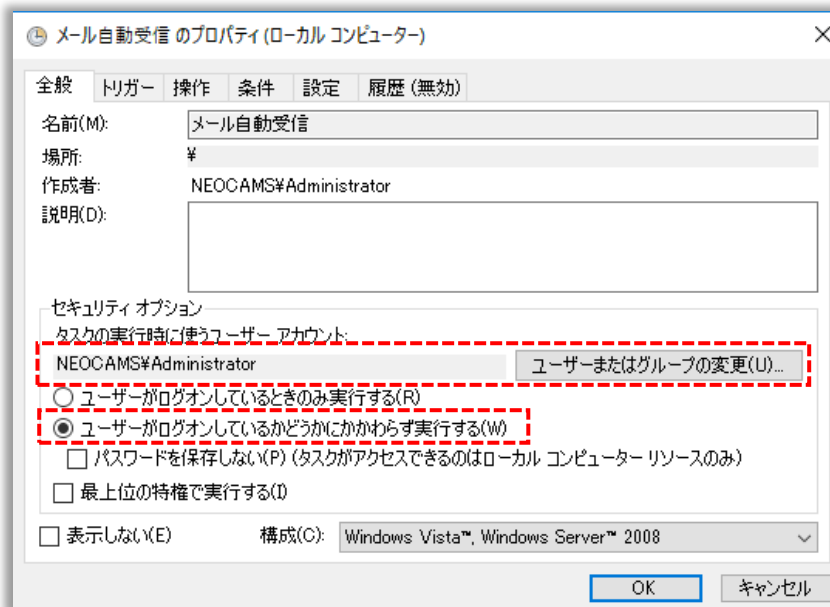 メール自動受信 のプロパティ (ローカル コンピューター)
全般 トリガー 操作 条件 設定 履歴 (無効)
名前(M): メール自動受信
場所: ¥
作成者: NEOCAMS¥Administrator
説明(D):
セキュリティ オプション
タスクの実行時に使うユーザー アカウント:
NEOCAMS¥Administrator ユーザーまたはグループの変更(U)...
ユーザーがログオンしているときのみ実行する(R)
ユーザーがログオンしているかどうかにかかわらず実行する(W)
パスワードを保存しない(P) (タスクがアクセスできるのはローカル コンピューター リソースのみ)
最上位の特権で実行する(I)
表示しない(E) 構成(C): Windows Vista™, Windows Server™ 2008
OK キャンセル